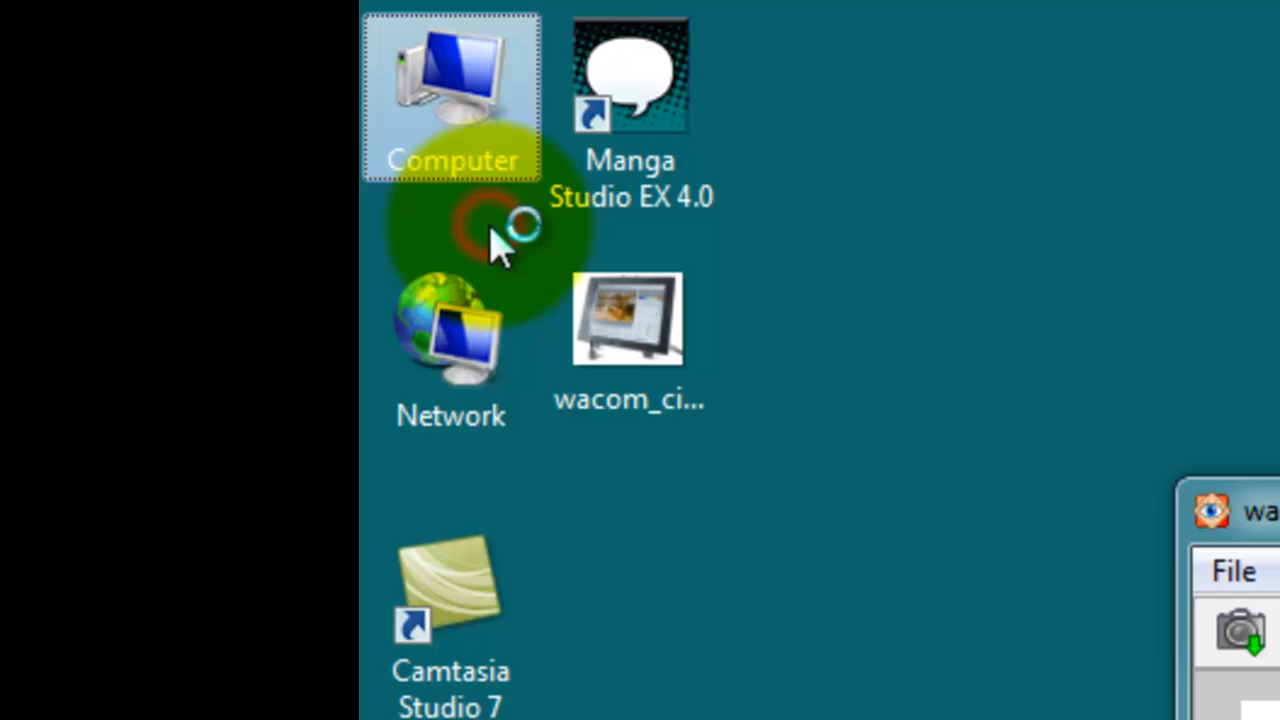 Computer
Manga
Studio EX 4.0
Network
wacom_ci...
wa
File
Camtasia
Studio 7